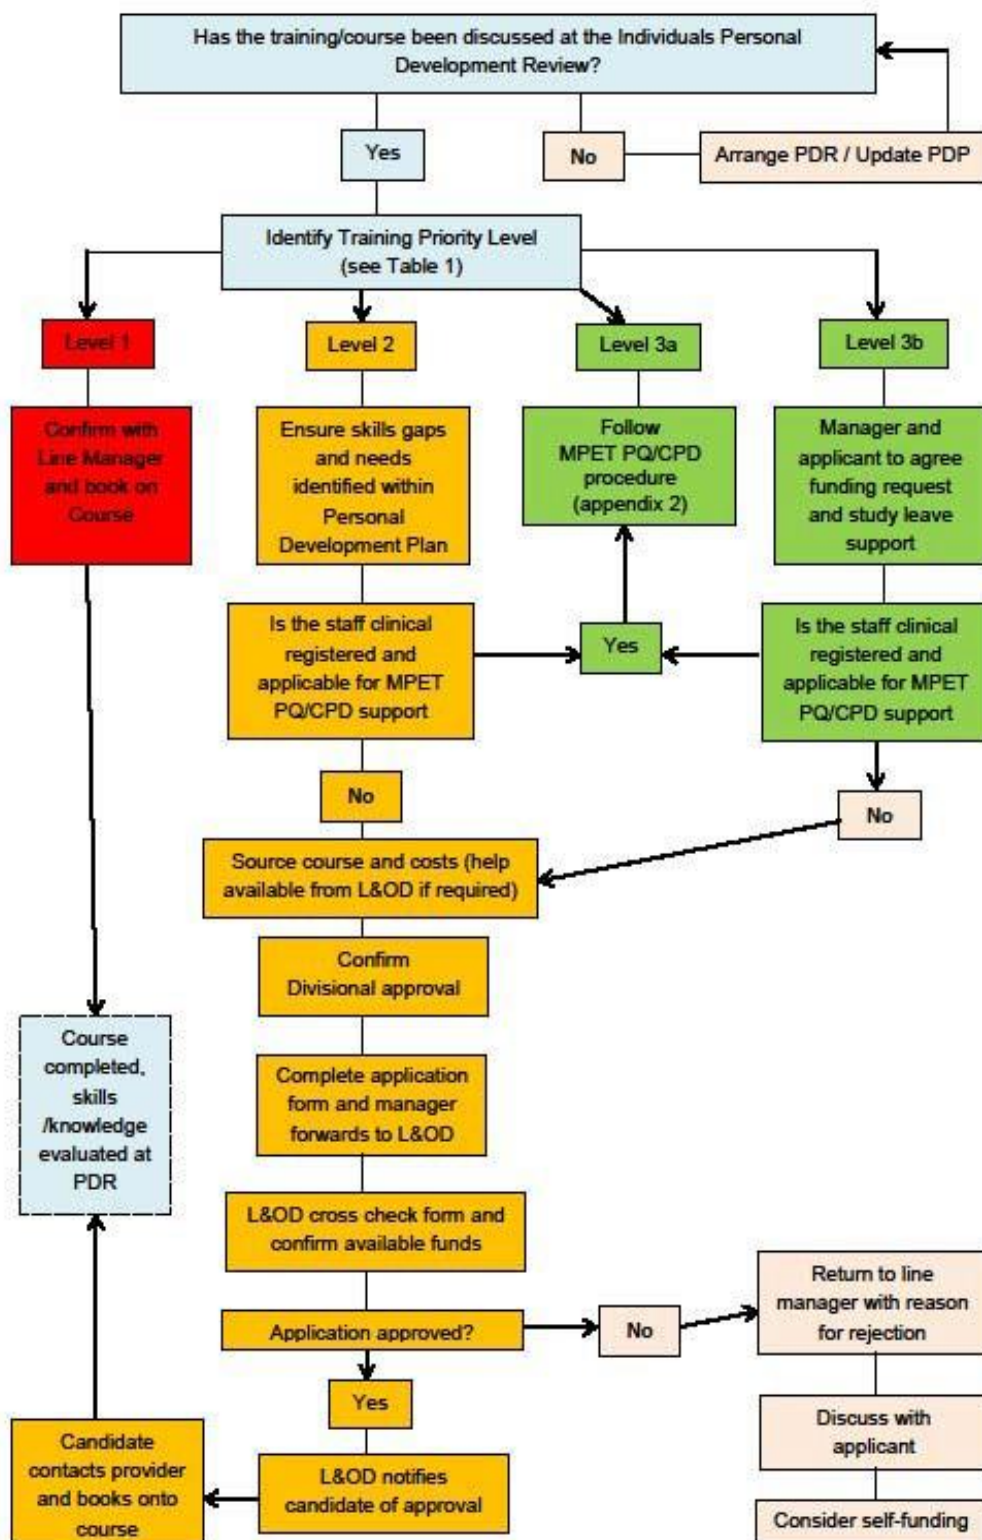 Has the training/course been discussed at the Individuals Personal
Development Review?
Yes
No
Arrange PDR / Update PDP
Identify Training Priority Level
(see Table 1)
Level 1
Level 2
Level 3a
Level 3b
Confirm with
Line Manager
and book on
Course
Ensure skills gaps
and needs
identified within
Personal
Development Plan
Follow
MPET PQ/CPD
procedure
(appendix 2)
Manager and
applicant to agree
funding request
and study leave
support
Is the staff clinical
registered and
applicable for MPET
PQ/CPD support
Yes
Is the staff clinical
registered and
applicable for MPET
PQ/CPD support
No
No
Source course and costs (help
available from L&OD if required)
Confirm
Divisional approval
Course
completed,
skills
/knowledge
evaluated at
PDR
Complete application
form and manager
forwards to L&OD
L&OD cross check form and
confirm available funds
Application approved?
No
Return to line
manager with reason
for rejection
Yes
Discuss with
applicant
Candidate
contacts provider
and books onto
course
L&OD notifies
candidate of approval
Consider self-funding